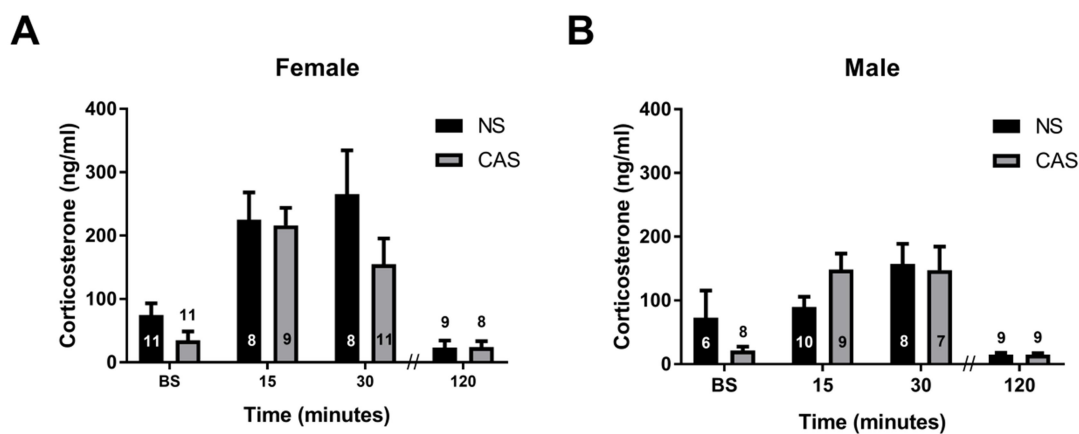 A
Female
Corticosterone (ng/ml)
400
300
200
100
0
NS
CAS
11
11
8
9
8
11
9
8
BS
15
30
//
120
Time (minutes)
B
Male
Corticosterone (ng/ml)
400
300
200
100
0
NS
CAS
6
8
10
9
8
7
9
9
BS
15
30
//
120
Time (minutes)